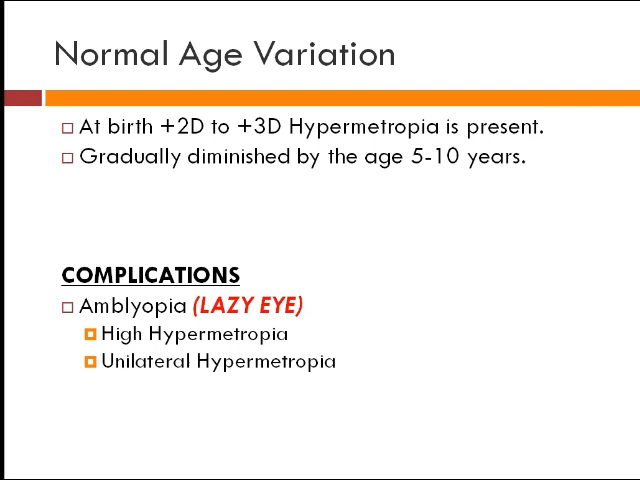 Normal Age Variation
At birth +2D to +3D Hypermetropia is present.
Gradually diminished by the age 5-10 years.
COMPLICATIONS
Amblyopia (LAZY EYE)
High Hypermetropia
Unilateral Hypermetropia